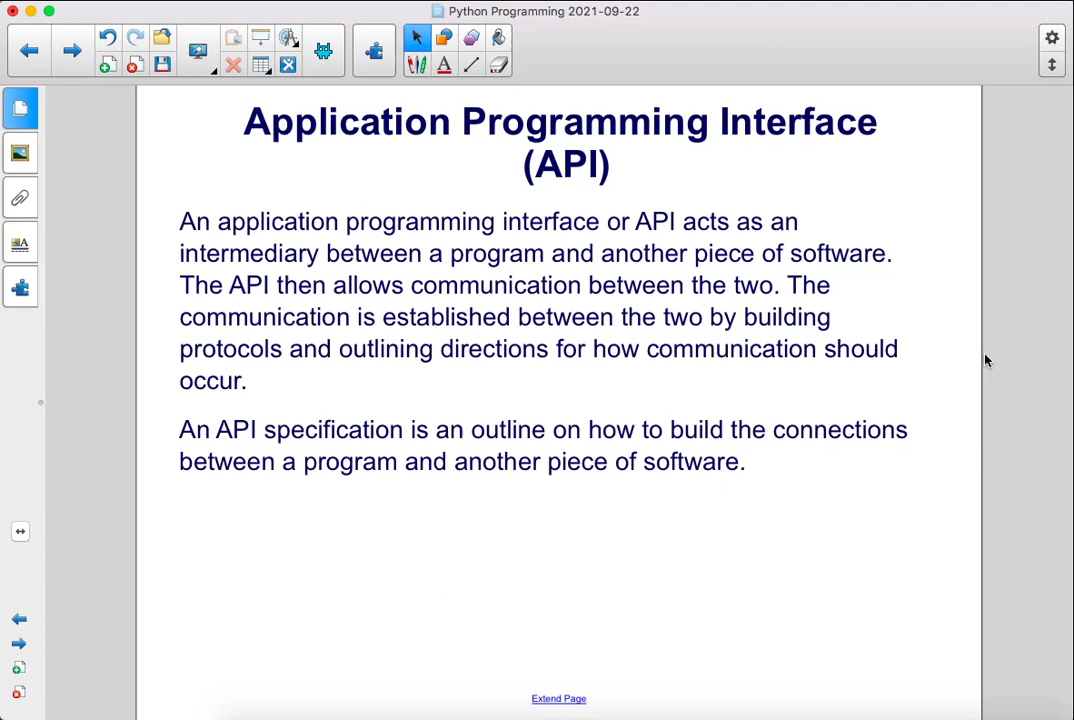 Python Programming 2021-09-22
Application Programming Interface
(API)
An application programming interface or API acts as an
intermediary between a program and another piece of software.
The API then allows communication between the two. The
communication is established between the two by building
protocols and outlining directions for how communication should
occur.
An API specification is an outline on how to build the connections
between a program and another piece of software.
Extend Page